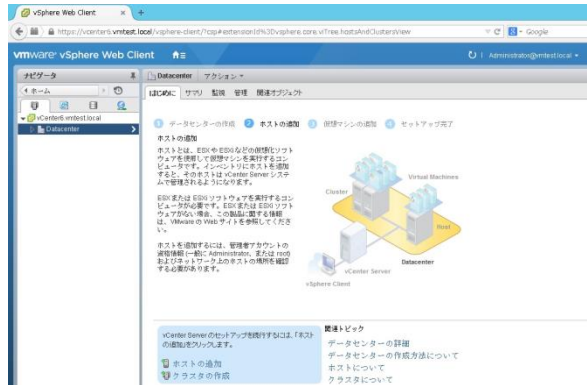 vSphere Web Client
https://vcenter6.vmtest.local/vsphere-client/?csp#extensionId%3Dvsphere.core.viTree.hostsAndClustersView
Google
vmware® vSphere Web Client
Administrator@vmtest.local
ナビゲータ
Datacenter アクション
ホーム
はじめに サマリ 監視 管理 関連オブジェクト
vCenter6.vmtest.local
Datacenter
1 データセンターの作成 2 ホストの追加 3 仮想マシンの追加 4 セットアップ完了
ホストの追加
ホストとは、ESX や ESXi などの仮想化ソフト
ウェアを使用して仮想マシンを実行するコン
ピュータです。インベントリにホストを追加
すると、そのホストは vCenter Server システ
ムで管理されるようになります。
ESX または ESXi ソフトウェアを実行するコン
ピュータが必要です。ESX または ESXi ソフト
ウェアがない場合、この製品に関する情報
は、VMware の Web サイトを参照してくださ
い。
ホストを追加するには、管理者アカウントの
資格情報 (一般に Administrator、または root)
およびネットワーク上のホストの場所を確認
する必要があります。
Virtual Machines
Cluster
Host
Datacenter
vCenter Server
vSphere Client
vCenter Server のセットアップを続行するには、「ホスト
の追加」をクリックします。
ホストの追加
クラスタの作成
関連トピック
データセンターの詳細
データセンターの作成方法について
ホストについて
クラスタについて